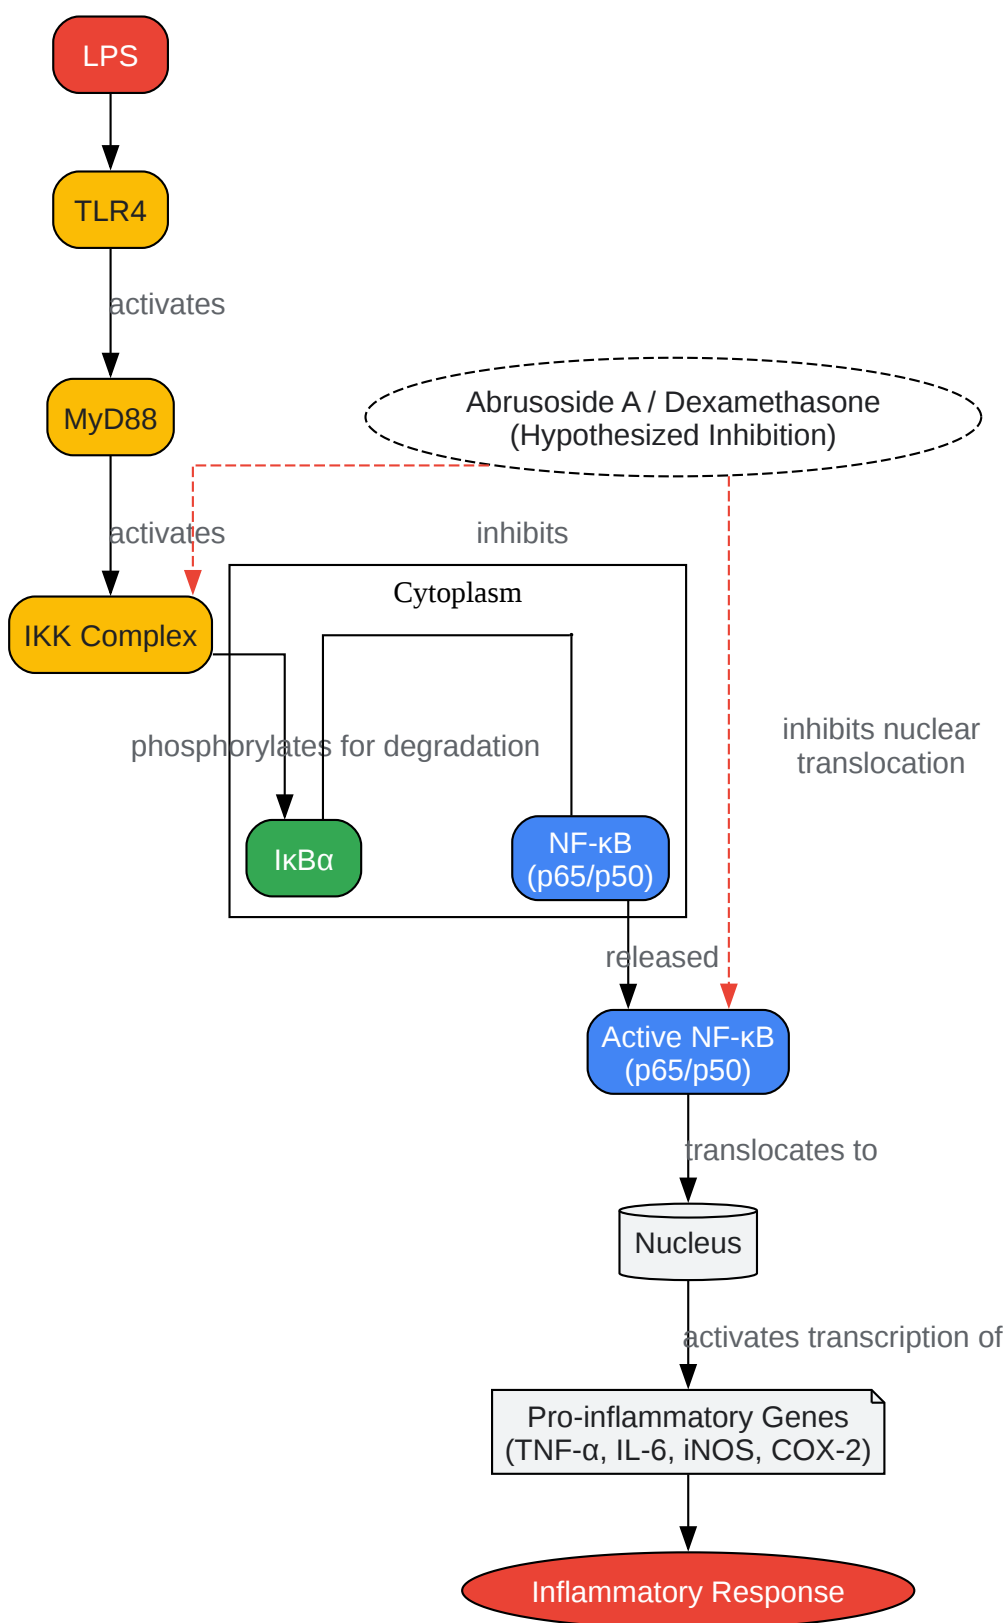 LPS
TLR4
activates
Abrusoside A / Dexamethasone
(Hypothesized Inhibition)
MyD88
activates
inhibits
Cytoplasm
IKK Complex
inhibits nuclear
translocation
phosphorylates for degradation
IκBα
NF-κB
(p65/p50)
released
Active NF-κB
(p65/p50)
translocates to
Nucleus
activates transcription of
Pro-inflammatory Genes
(TNF-α, IL-6, iNOS, COX-2)
Inflammatory Response